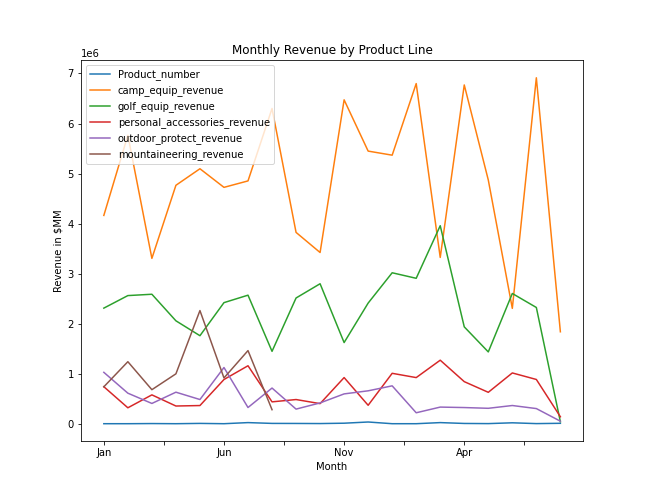 Monthly Revenue by Product Line
1e6
7
6
5
4
3
2
1
0
Revenue in $MM
Product_number
camp_equip_revenue
golf_equip_revenue
personal_accessories_revenue
outdoor_protect_revenue
mountaineering_revenue
Jan Jun Nov Apr
Month